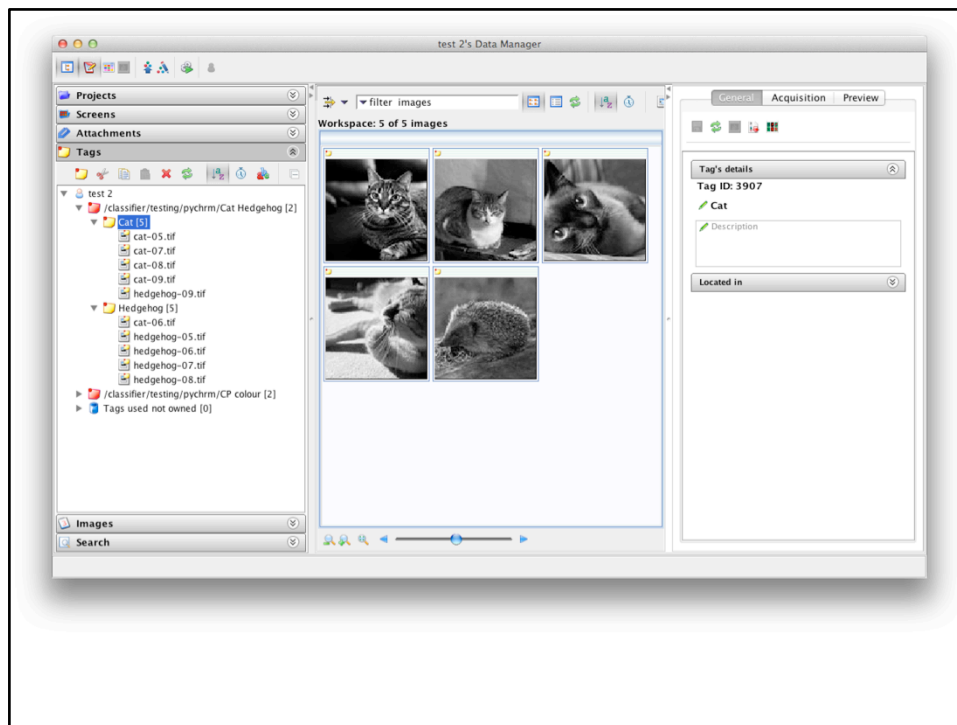 test 2's Data Manager
Projects
Screens
Attachments
Tags
test 2
/classifier/testing/pychrm/Cat Hedgehog [2]
Cat [5]
cat-05.tif
cat-07.tif
cat-08.tif
cat-09.tif
hedgehog-09.tif
Hedgehog [5]
cat-06.tif
hedgehog-05.tif
hedgehog-06.tif
hedgehog-07.tif
hedgehog-08.tif
/classifier/testing/pychrm/CP colour [2]
Tags used not owned [0]
Images
Search
filter images
Workspace: 5 of 5 images
General Acquisition Preview
Tag's details
Tag ID: 3907
Cat
Description
Located in